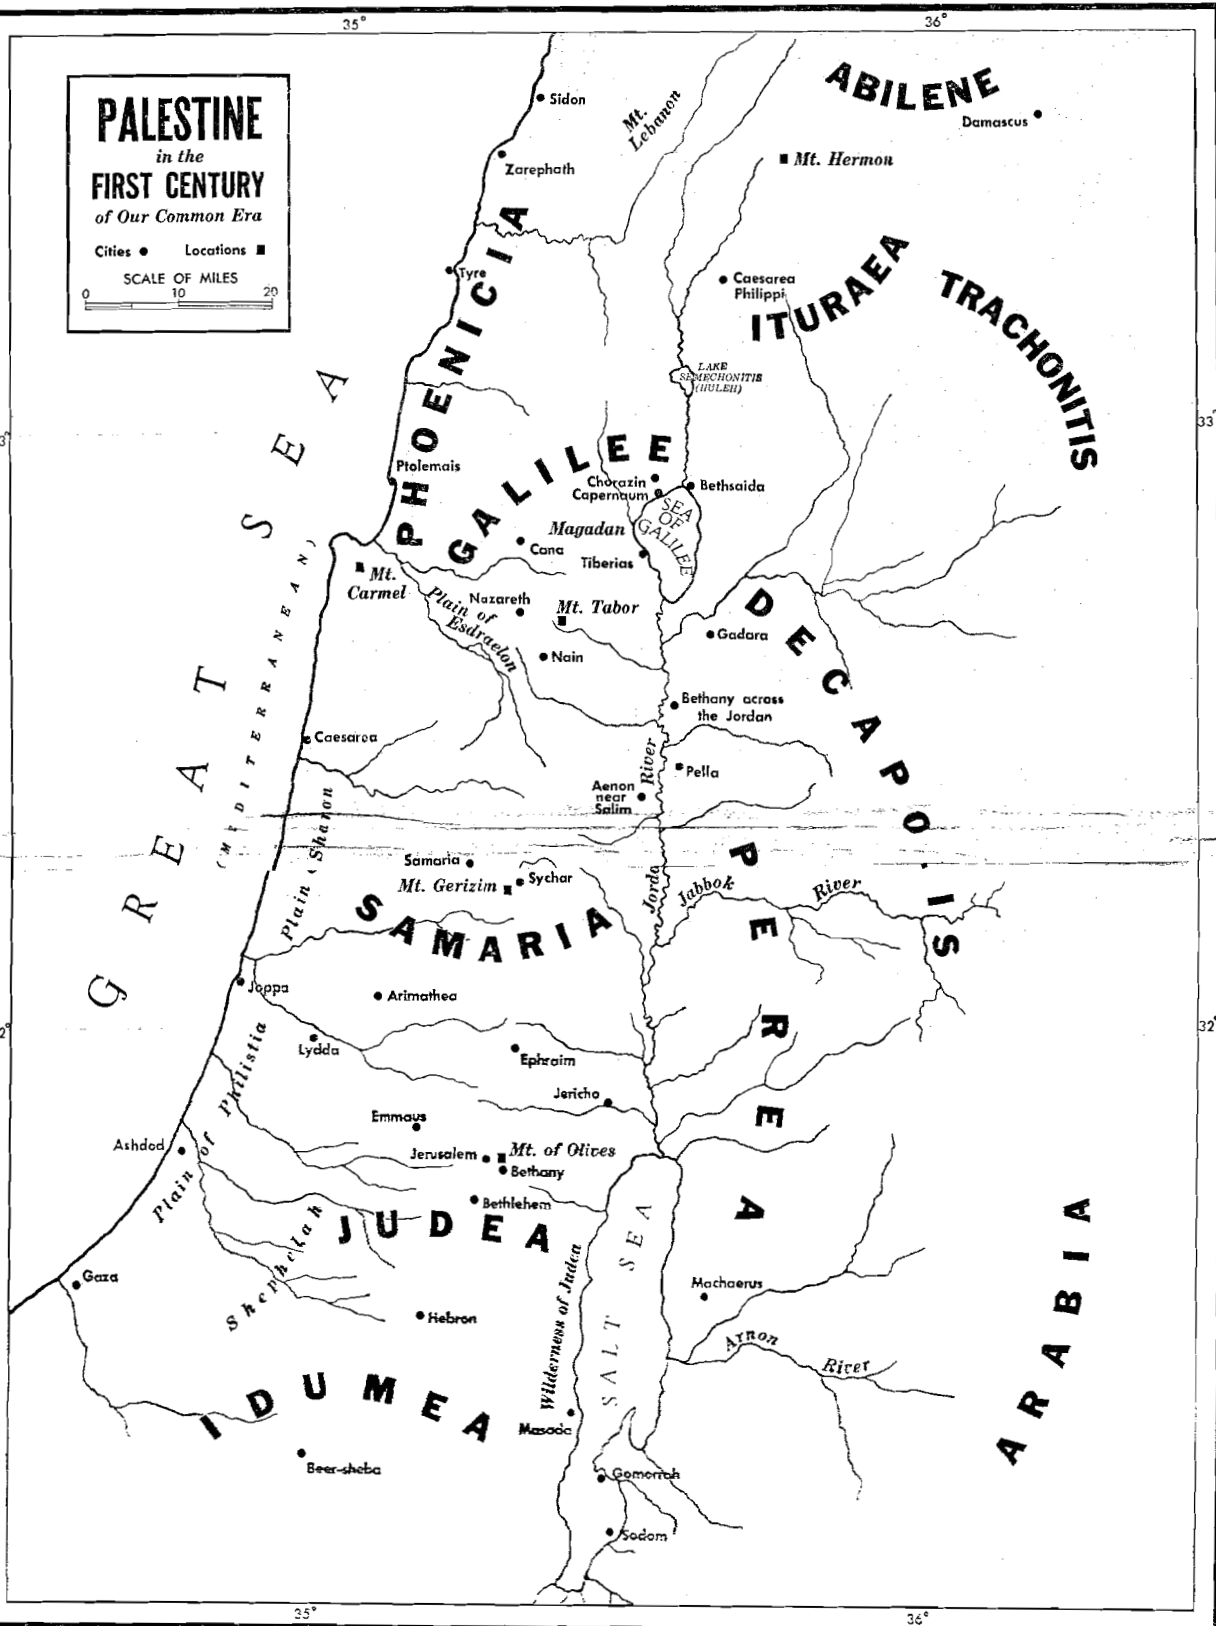 35°
36°
PALESTINE
in the
FIRST CENTURY
of Our Common Era
Cities
Locations
SCALE OF MILES
0 10 20
ABILENE
Damascus
Sidon
Mt.
Lebanon
Zarephath
Mt. Hermon
PHOENICIA
Tyre
Caesarea
Philippi
ITURAEA
TRACHONITIS
LAKE
SEMECHONITIS
(HULEH)
GREAT SEA
(MEDITERRANEAN)
33°
GALILEE
Ptolemais
Chorazin
Capernaum
Bethsaida
SEA
OF
GALILEE
Magadan
Cana
Tiberias
Mt.
Carmel
Plain of
Esdraelon
Nazareth
Mt. Tabor
Nain
Gadara
DECAPOLIS
Bethany across
the Jordan
Caesarea
River
Pella
Aenon
near
Salim
Plain
Sharon
Samaria
Mt. Gerizim
Sychar
SAMARIA
Jorda
Jabbok
River
PEREA
Joppa
Arimathea
32°
Lydda
Ephraim
Jericho
Plain of Philistia
Emmaus
Ashdod
Jerusalem
Mt. of Olives
Bethany
Bethlehem
JUDEA
Shephelah
Gaza
Hebron
Wilderness of Judea
SALT SEA
Machaerus
Arnon
River
ARABIA
IDUMEA
Masada
Beer-sheba
Gomorrah
Sodom
35°
36°